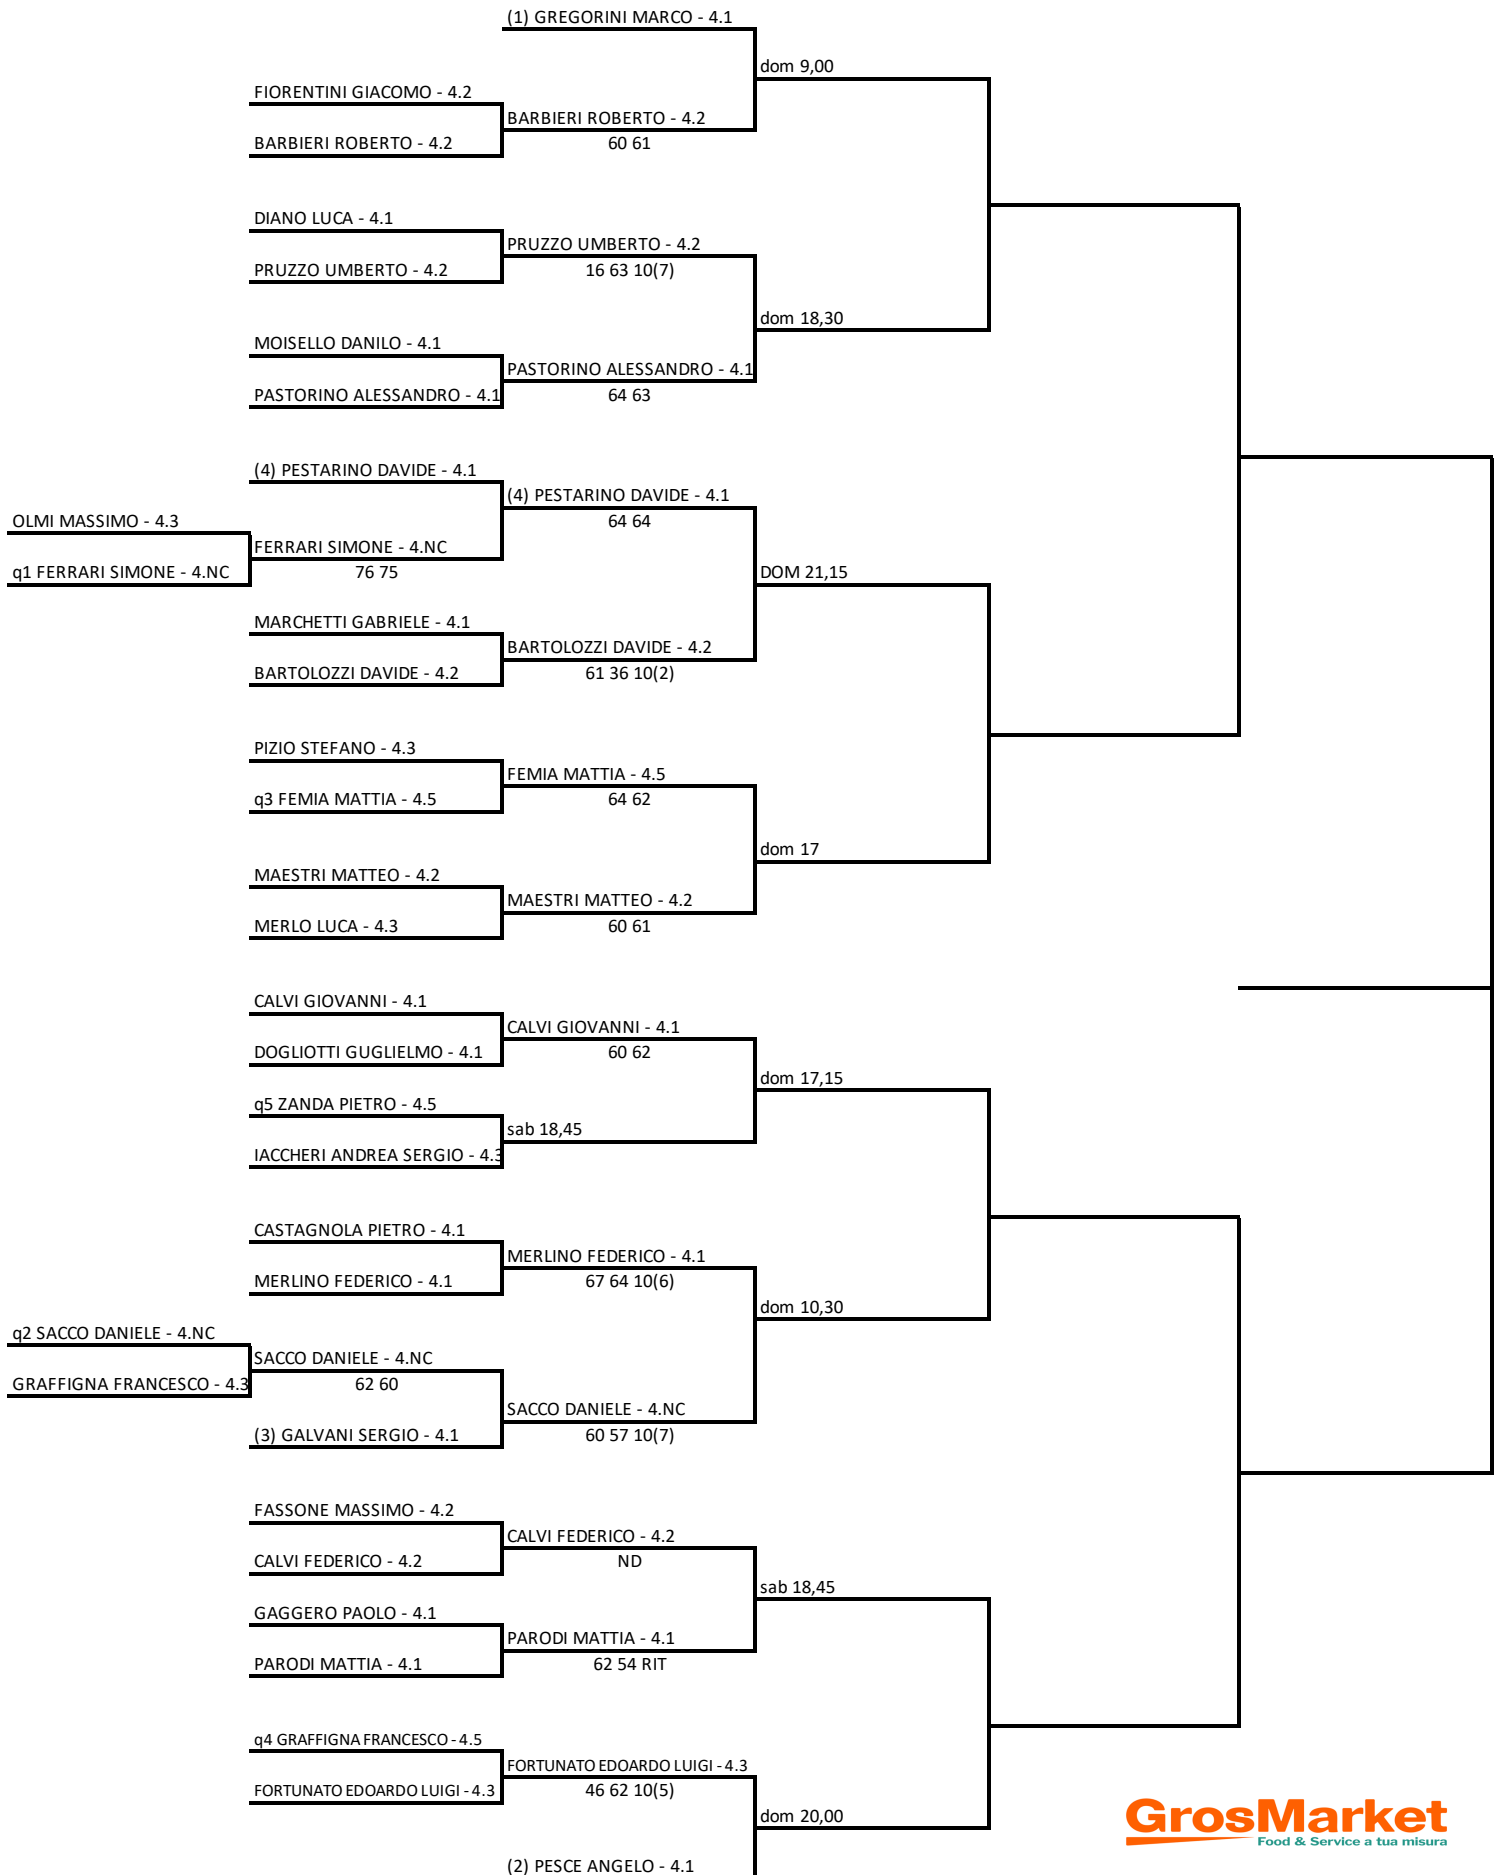 (1) GREGORINI MARCO - 4.1
dom 9,00
FIORENTINI GIACOMO - 4.2
BARBIERI ROBERTO - 4.2
BARBIERI ROBERTO - 4.2
60 61
DIANO LUCA - 4.1
PRUZZO UMBERTO - 4.2
PRUZZO UMBERTO - 4.2
16 63 10(7)
dom 18,30
MOISELLO DANILO - 4.1
PASTORINO ALESSANDRO - 4.1
PASTORINO ALESSANDRO - 4.1
64 63
(4) PESTARINO DAVIDE - 4.1
(4) PESTARINO DAVIDE - 4.1
OLMI MASSIMO - 4.3
64 64
FERRARI SIMONE - 4.NC
q1 FERRARI SIMONE - 4.NC
76 75
DOM 21,15
MARCHETTI GABRIELE - 4.1
BARTOLOZZI DAVIDE - 4.2
BARTOLOZZI DAVIDE - 4.2
61 36 10(2)
PIZIO STEFANO - 4.3
FEMIA MATTIA - 4.5
q3 FEMIA MATTIA - 4.5
64 62
dom 17
MAESTRI MATTEO - 4.2
MAESTRI MATTEO - 4.2
MERLO LUCA - 4.3
60 61
CALVI GIOVANNI - 4.1
CALVI GIOVANNI - 4.1
DOGLIOTTI GUGLIELMO - 4.1
60 62
dom 17,15
q5 ZANDA PIETRO - 4.5
sab 18,45
IACCHERI ANDREA SERGIO - 4.3
CASTAGNOLA PIETRO - 4.1
MERLINO FEDERICO - 4.1
MERLINO FEDERICO - 4.1
67 64 10(6)
dom 10,30
q2 SACCO DANIELE - 4.NC
SACCO DANIELE - 4.NC
GRAFFIGNA FRANCESCO - 4.3
62 60
SACCO DANIELE - 4.NC
(3) GALVANI SERGIO - 4.1
60 57 10(7)
FASSONE MASSIMO - 4.2
CALVI FEDERICO - 4.2
CALVI FEDERICO - 4.2
ND
sab 18,45
GAGGERO PAOLO - 4.1
PARODI MATTIA - 4.1
PARODI MATTIA - 4.1
62 54 RIT
q4 GRAFFIGNA FRANCESCO - 4.5
FORTUNATO EDOARDO LUIGI - 4.3
FORTUNATO EDOARDO LUIGI - 4.3
46 62 10(5)
dom 20,00
GrosMarket
Food & Service a tua misura
(2) PESCE ANGELO - 4.1